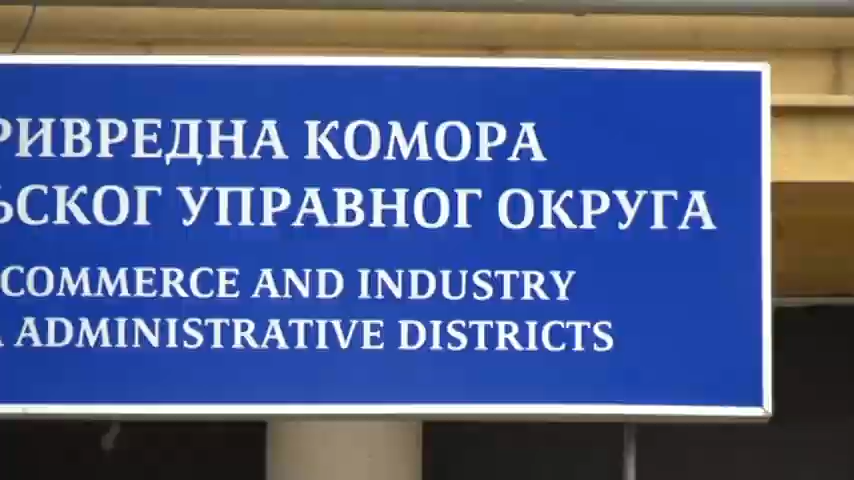 РИВРЕДНА КОМОРА
ЬСКОГ УПРАВНОГ ОКРУГА
COMMERCE AND INDUSTRY
ADMINISTRATIVE DISTRICTS